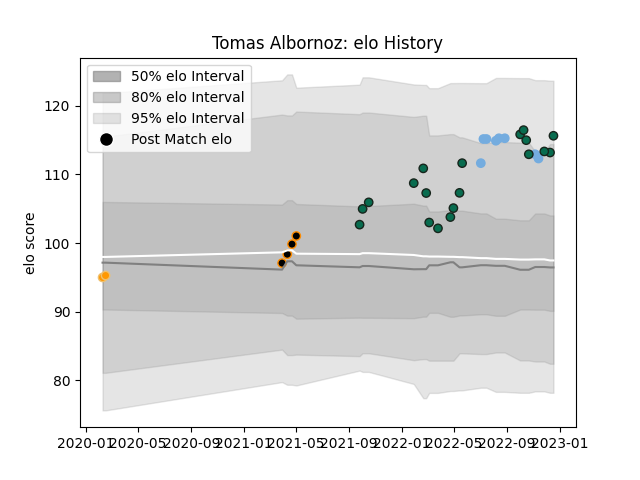 Tomas Albornoz: elo History
50% elo Interval
80% elo Interval
95% elo Interval
Post Match elo
elo score
120
110
100
90
80
2020-01 2020-05 2020-09 2021-01 2021-05 2021-09 2022-01 2022-05 2022-09 2023-01